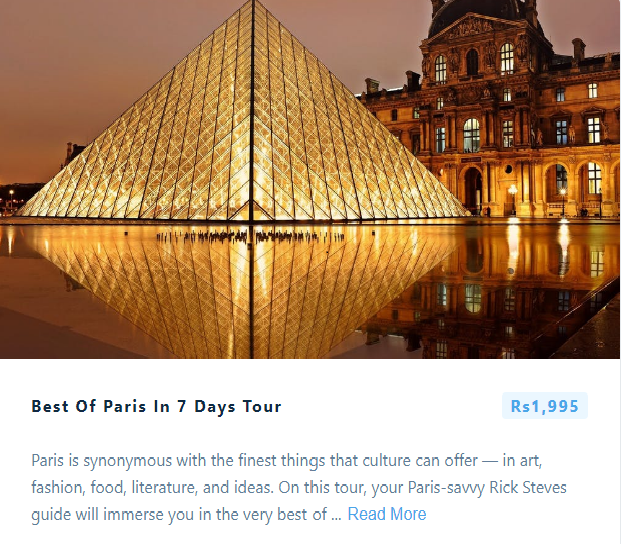 Best Of Paris In 7 Days Tour
Rs1,995
Paris is synonymous with the finest things that culture can offer — in art,
fashion, food, literature, and ideas. On this tour, your Paris-savvy Rick Steves
guide will immerse you in the very best of ... Read More